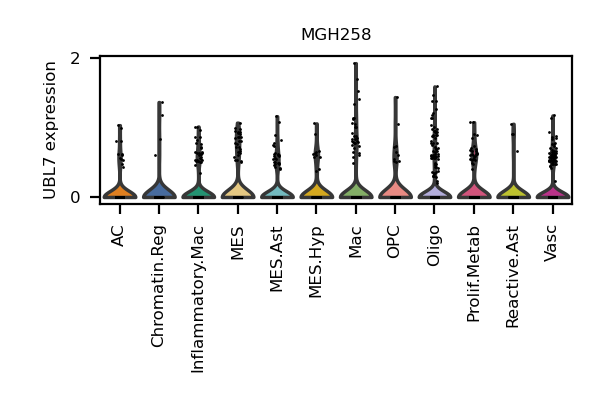 MGH258
UBL7 expression
2
0
AC
Chromatin.Reg
Inflammatory.Mac
MES
MES.Ast
MES.Hyp
Mac
OPC
Oligo
Prolif.Metab
Reactive.Ast
Vasc